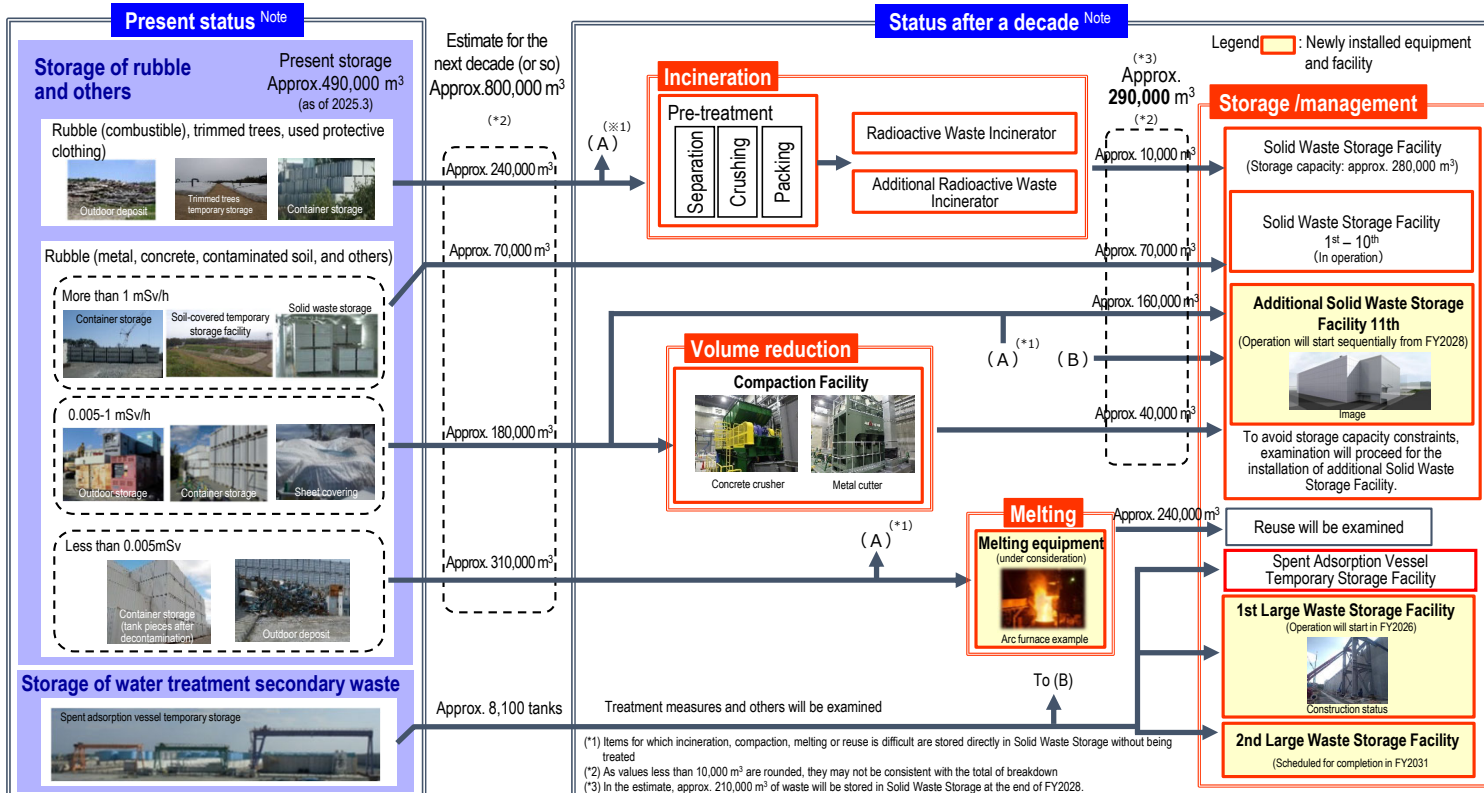 Present status Note
Storage of rubble
and others
Present storage
Approx.490,000 m3
(as of 2025.3)
Rubble (combustible), trimmed trees, used protective
clothing)
Outdoor deposit
Trimmed trees
temporary storage
Container storage
Rubble (metal, concrete, contaminated soil, and others)
More than 1 mSv/h
Container storage
Soil-covered temporary
storage facility
Solid waste storage
0.005-1 mSv/h
Outdoor storage
Container storage
Sheet covering
Less than 0.005mSv
Container storage
(tank pieces after
decontamination)
Outdoor deposit
Storage of water treatment secondary waste
Spent adsorption vessel temporary storage
Estimate for the
next decade (or so)
Approx.800,000 m3
(*2)
Approx. 240,000 m3
Approx. 70,000 m3
Approx. 180,000 m3
Approx. 310,000 m3
Approx. 8,100 tanks
Status after a decade Note
Legend : Newly installed equipment
and facility
(A) (※1)
Incineration
Pre-treatment
Separation
Crushing
Packing
Radioactive Waste Incinerator
Additional Radioactive Waste
Incinerator
(*3)
Approx.
290,000 m3
(*2)
Approx. 10,000 m3
Approx. 70,000 m3
Approx. 160,000 m3
(A) (*1)
(B)
Volume reduction
Compaction Facility
Concrete crusher
Metal cutter
Approx. 40,000 m3
(A) (*1)
Melting
Melting equipment
(under consideration)
Arc furnace example
Approx. 240,000 m3
Treatment measures and others will be examined
To (B)
Storage /management
Solid Waste Storage Facility
(Storage capacity: approx. 280,000 m3)
Solid Waste Storage Facility
1st – 10th
(In operation)
Additional Solid Waste Storage
Facility 11th
(Operation will start sequentially from FY2028)
Image
To avoid storage capacity constraints,
examination will proceed for the
installation of additional Solid Waste
Storage Facility.
Reuse will be examined
Spent Adsorption Vessel
Temporary Storage Facility
1st Large Waste Storage Facility
(Operation will start in FY2026)
Construction status
2nd Large Waste Storage Facility
(Scheduled for completion in FY2031
(*1) Items for which incineration, compaction, melting or reuse is difficult are stored directly in Solid Waste Storage without being
treated
(*2) As values less than 10,000 m3 are rounded, they may not be consistent with the total of breakdown
(*3) In the estimate, approx. 210,000 m3 of waste will be stored in Solid Waste Storage at the end of FY2028.